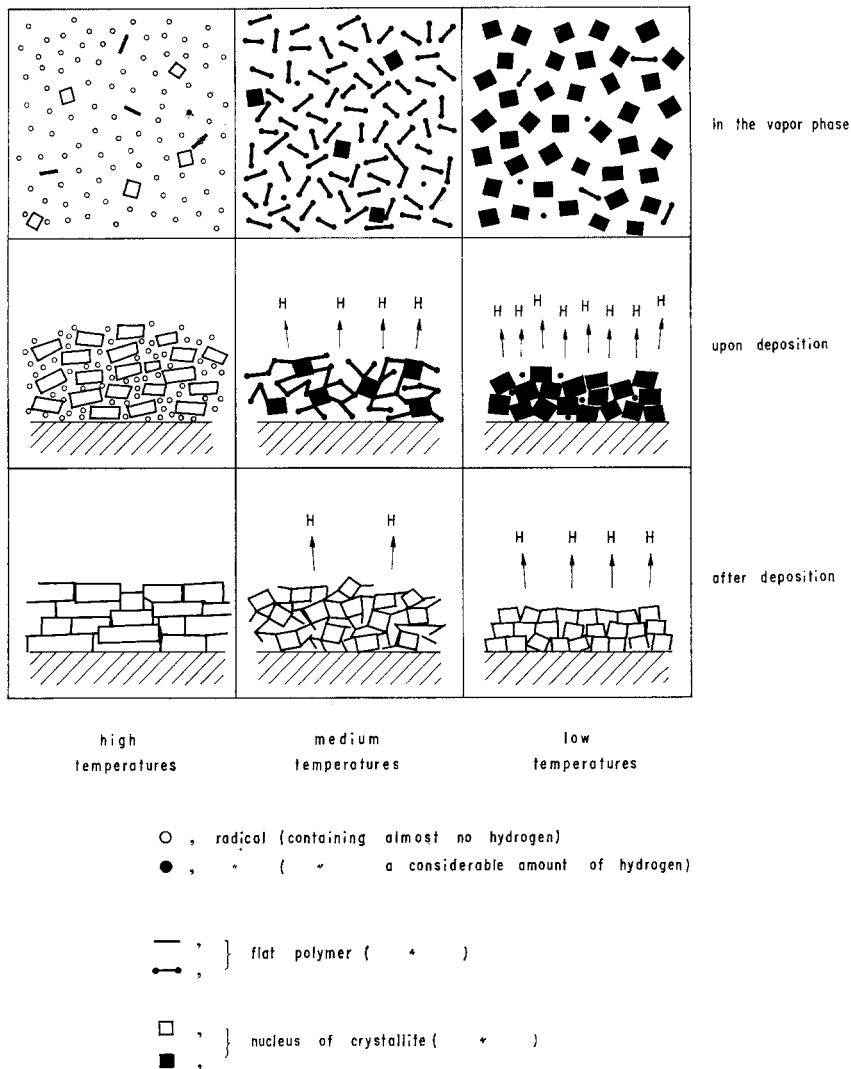 in the vapor phase
H H H H
H H H H H H H H
upon deposition
H H
H H H H
after deposition
high temperatures
medium temperatures
low temperatures
○ , radical (containing almost no hydrogen)
● , " ( " a considerable amount of hydrogen)
— ,
●—● , } flat polymer ( " )
□ ,
■ , } nucleus of crystallite ( " )